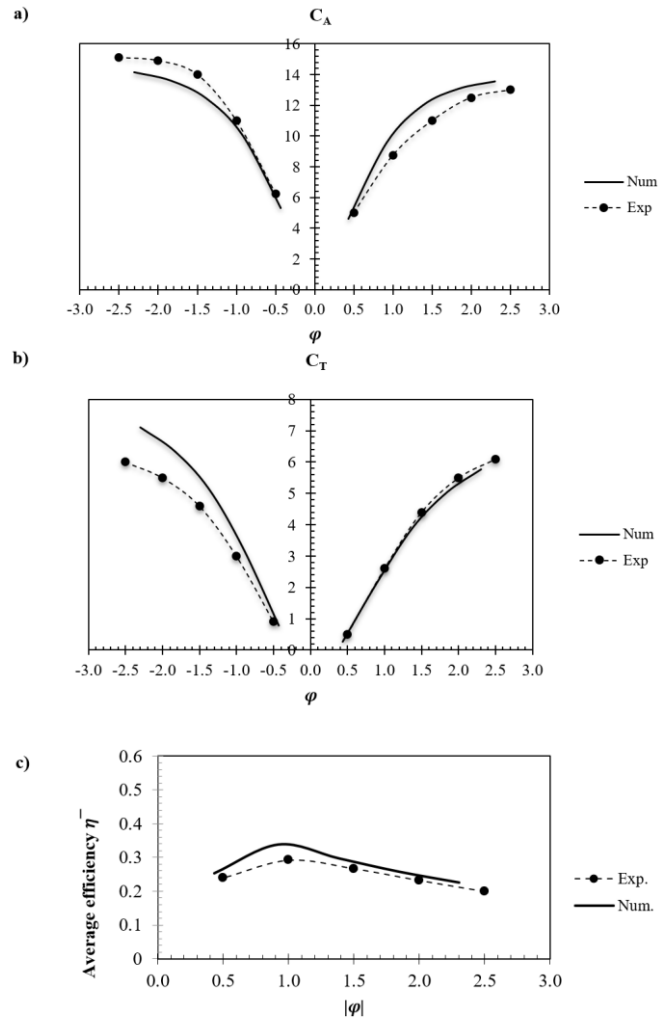 a)
C_A
16
14
12
10
8
6
4
2
0
-3.0 -2.5 -2.0 -1.5 -1.0 -0.5 0.0 0.5 1.0 1.5 2.0 2.5 3.0
φ
Num
Exp
b)
C_T
8
7
6
5
4
3
2
1
0
-3.0 -2.5 -2.0 -1.5 -1.0 -0.5 0.0 0.5 1.0 1.5 2.0 2.5 3.0
φ
Num
Exp
c)
Average efficiency η¯
0.6
0.5
0.4
0.3
0.2
0.1
0
0.0 0.5 1.0 1.5 2.0 2.5 3.0
|φ|
Exp.
Num.